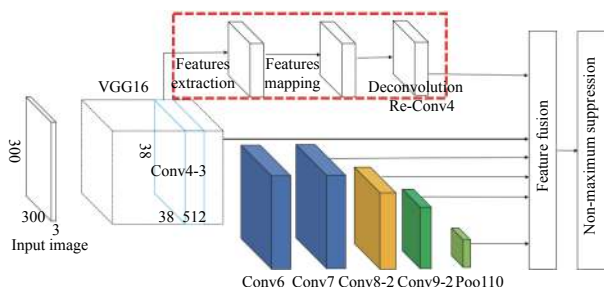 VGG16
Features
extraction
Features
mapping
Deconvolution
Re-Conv4
300
300
3
Input image
38
Conv4-3
38 512
Conv6 Conv7 Conv8-2 Conv9-2 Poo110
Feature fusion
Non-maximum suppression